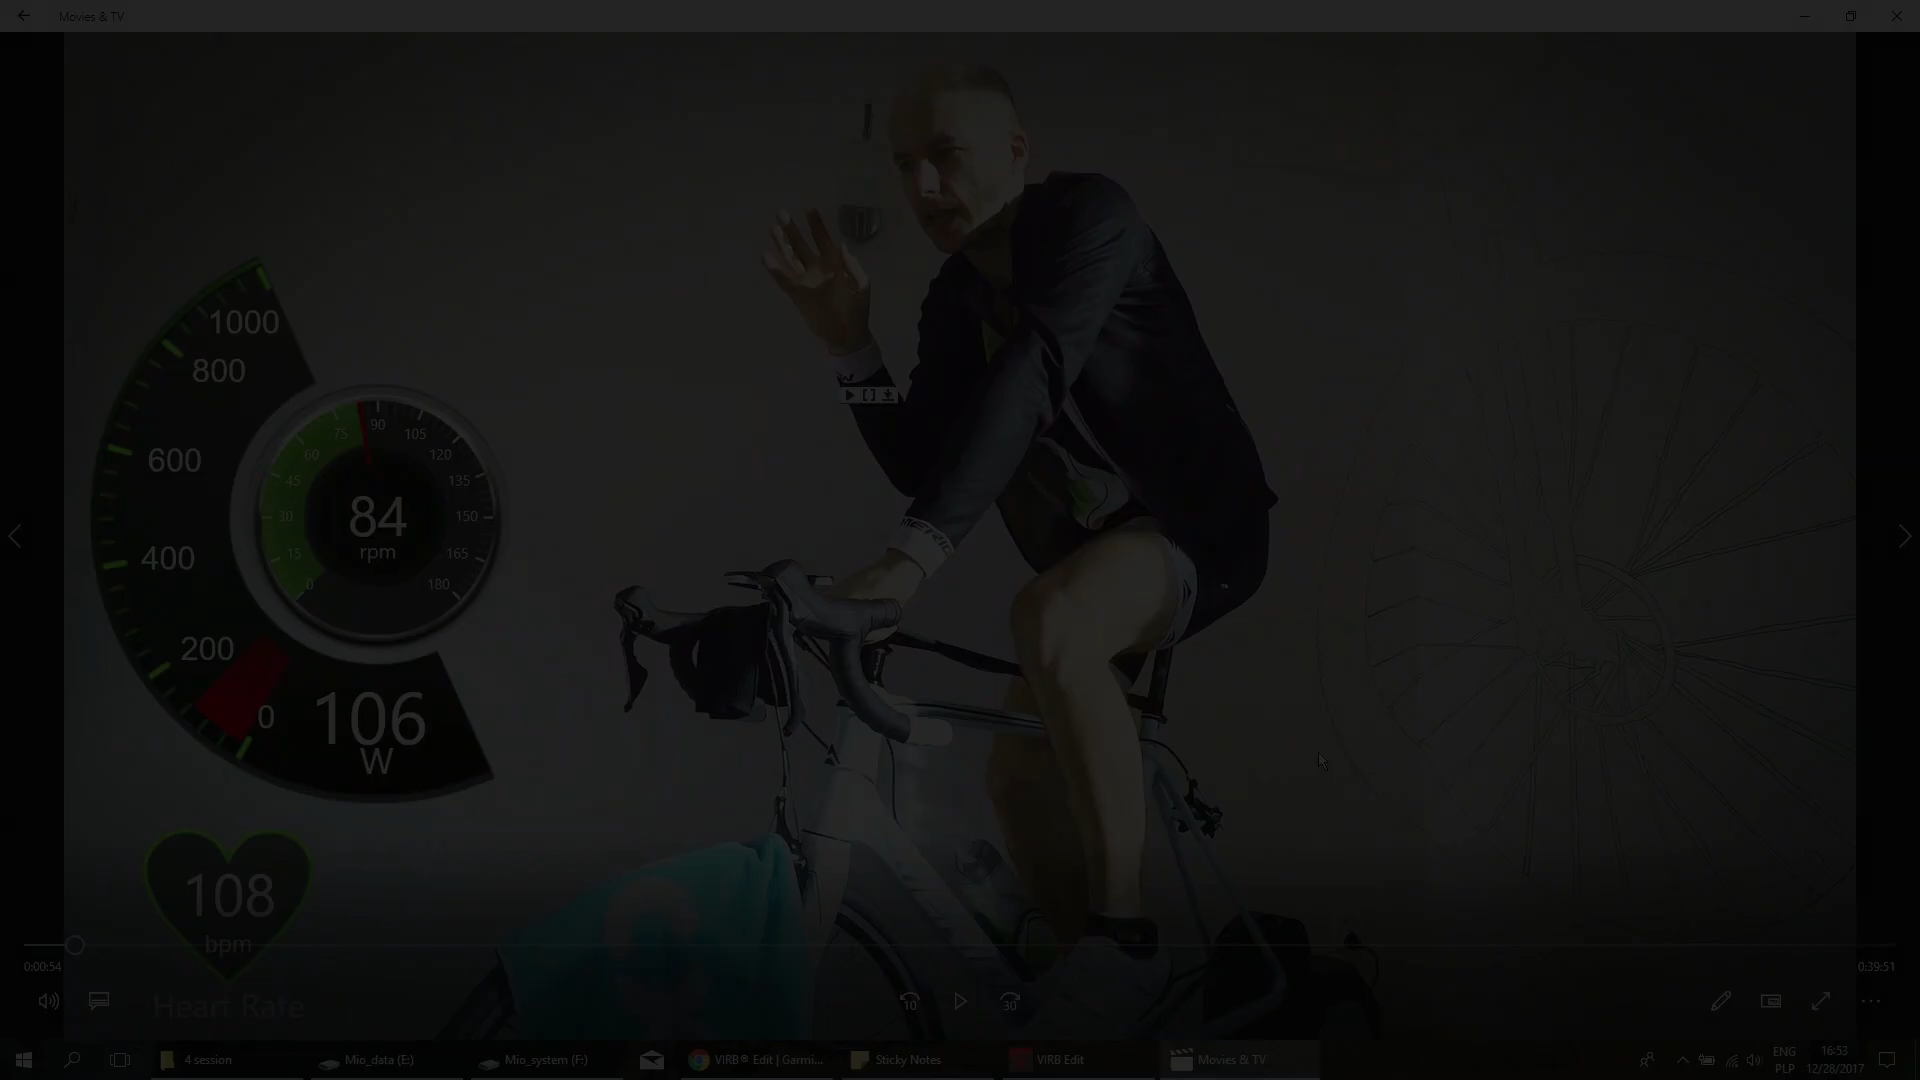 Movies & TV
1000
800
600
400
200
0
90
75
105
60
120
45
135
30
150
15
165
0
180
84
rpm
106
W
108
bpm
Heart Rate
0:00:54
0:39:51
10
30
4 session
Mio_data (E:)
Mio_system (F:)
VIRB® Edit | Garmi...
Sticky Notes
VIRB Edit
Movies & TV
ENG
PLP
16:53
12/28/2017